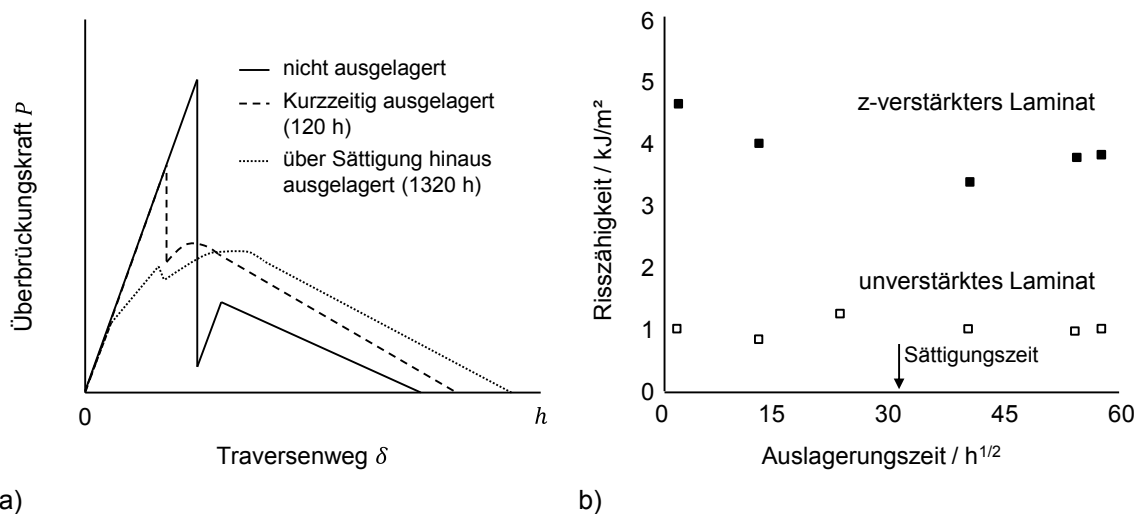 Überbrückungskraft P
nicht ausgelagert
Kurzzeitig ausgelagert
(120 h)
über Sättigung hinaus
ausgelagert (1320 h)
0
h
Traversenweg δ
a)
Risszähigkeit / kJ/m²
6
5
4
3
2
1
0
z-verstärkters Laminat
unverstärktes Laminat
Sättigungszeit
0 15 30 45 60
Auslagerungszeit / h1/2
b)